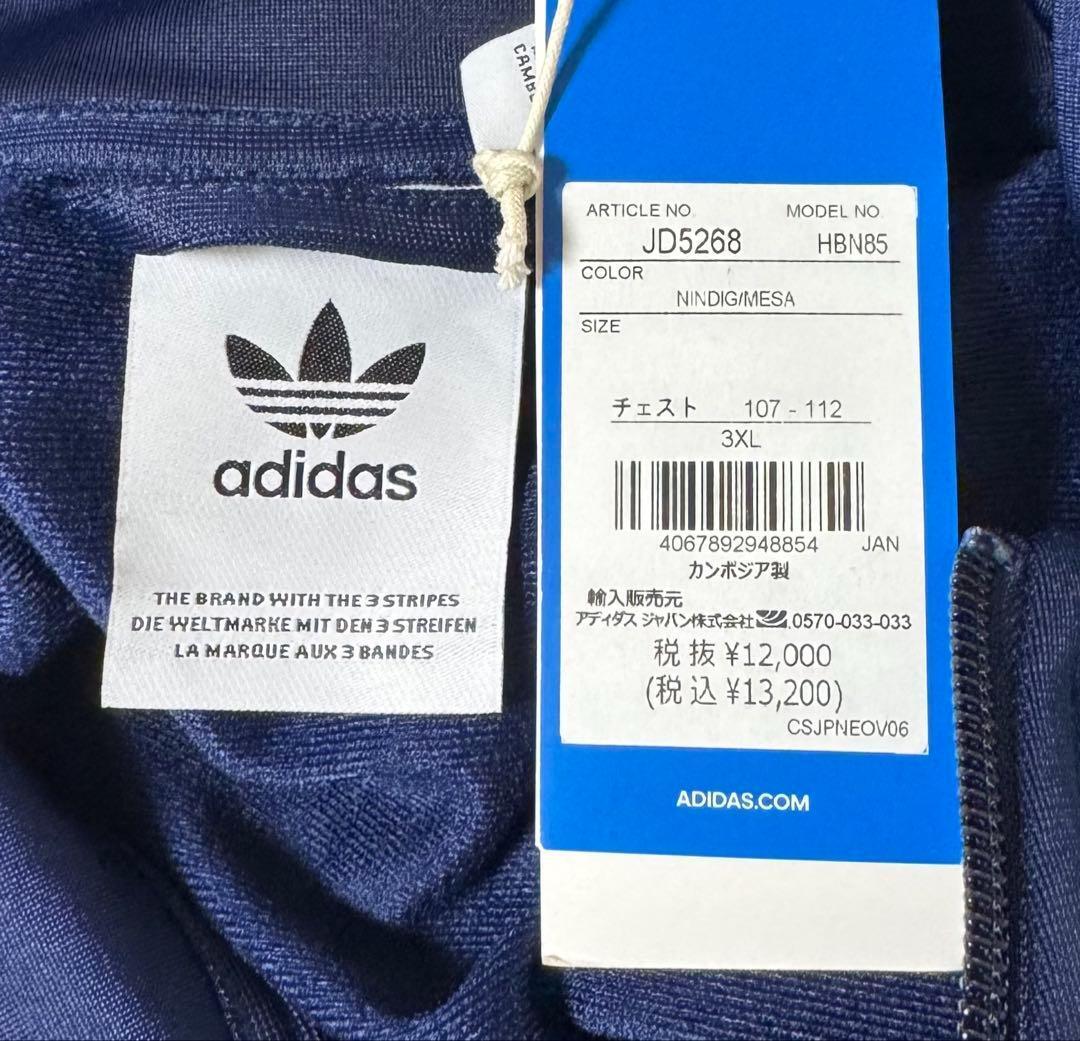 adidas
THE BRAND WITH THE 3 STRIPES
DIE WELTMARKE MIT DEN 3 STREIFEN
LA MARQUE AUX 3 BANDES
ARTICLE NO. MODEL NO.
JD5268 HBN85
COLOR
NINDIG/MESA
SIZE
チェスト 107 - 112
3XL
4067892948854 JAN
カンボジア製
輸入販売元
アディダス ジャパン株式会社 0570-033-033
税抜 ¥12,000
(税込 ¥13,200)
CSJPNEOV06
ADIDAS.COM